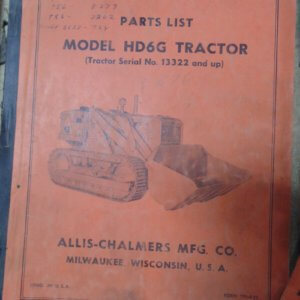 PARTS LIST
MODEL HD6G TRACTOR
(Tractor Serial No. 13322 and up)
ALLIS-CHALMERS MFG. CO.
MILWAUKEE, WISCONSIN, U. S. A.